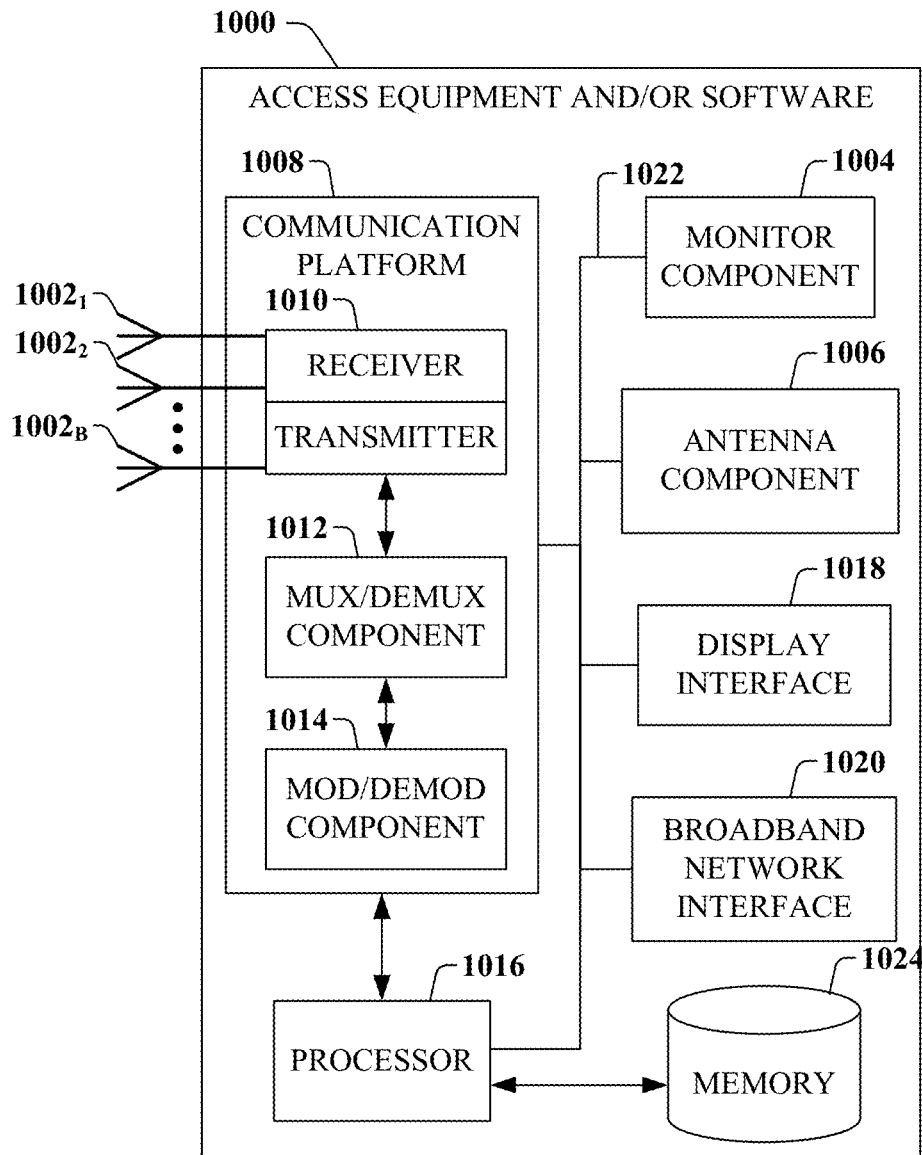 1000
ACCESS EQUIPMENT AND/OR SOFTWARE
1008
COMMUNICATION
PLATFORM
1002₁
1002₂
1002B
1010
RECEIVER
TRANSMITTER
1012
MUX/DEMUX
COMPONENT
1014
MOD/DEMOD
COMPONENT
1016
PROCESSOR
1022
1004
MONITOR
COMPONENT
1006
ANTENNA
COMPONENT
1018
DISPLAY
INTERFACE
1020
BROADBAND
NETWORK
INTERFACE
1024
MEMORY